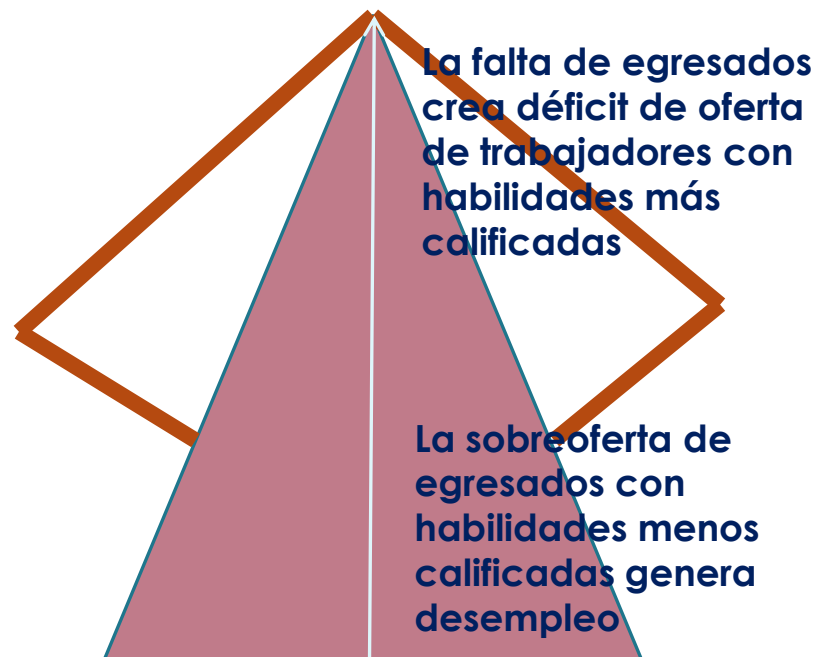 La falta de egresados
crea déficit de oferta
de trabajadores con
habilidades más
calificadas
La sobreoferta de
egresados con
habilidades menos
calificadas genera
desempleo